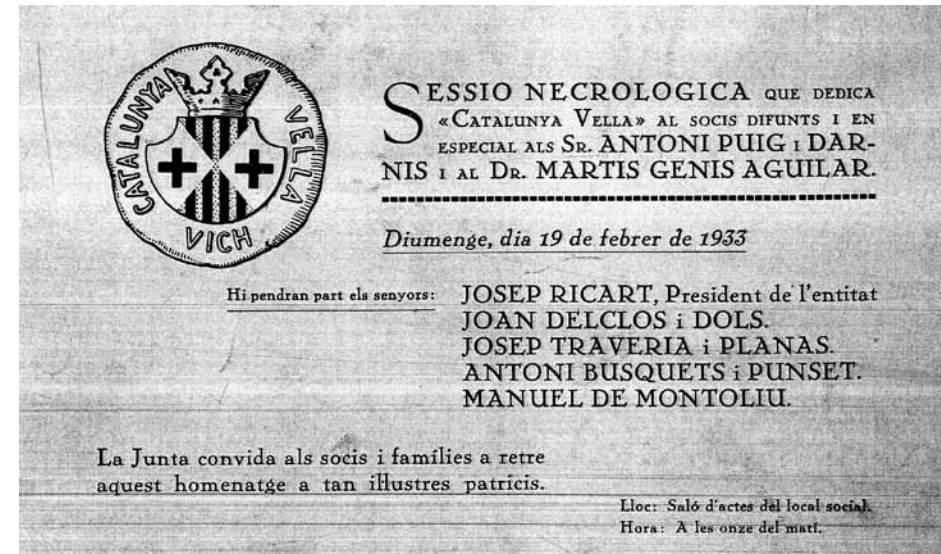 CATALUNYA VELLA
VICH
SESSIO NECROLOGICA QUE DEDICA
«CATALUNYA VELLA» AL SOCIS DIFUNTS I EN
ESPECIAL ALS SR. ANTONI PUIG I DAR-
NIS I AL DR. MARTIS GENIS AGUILAR.
Diumenge, dia 19 de febrer de 1933
Hi pendran part els senyors:
JOSEP RICART, President de l'entitat
JOAN DELCLOS i DOLS.
JOSEP TRAVERIA i PLANAS.
ANTONI BUSQUETS i PUNSET.
MANUEL DE MONTOLIU.
La Junta convida als socis i famílies a retre
aquest homenatge a tan il·lustres patricis.
Lloc: Saló d'actes del local social.
Hora: A les onze del matí.